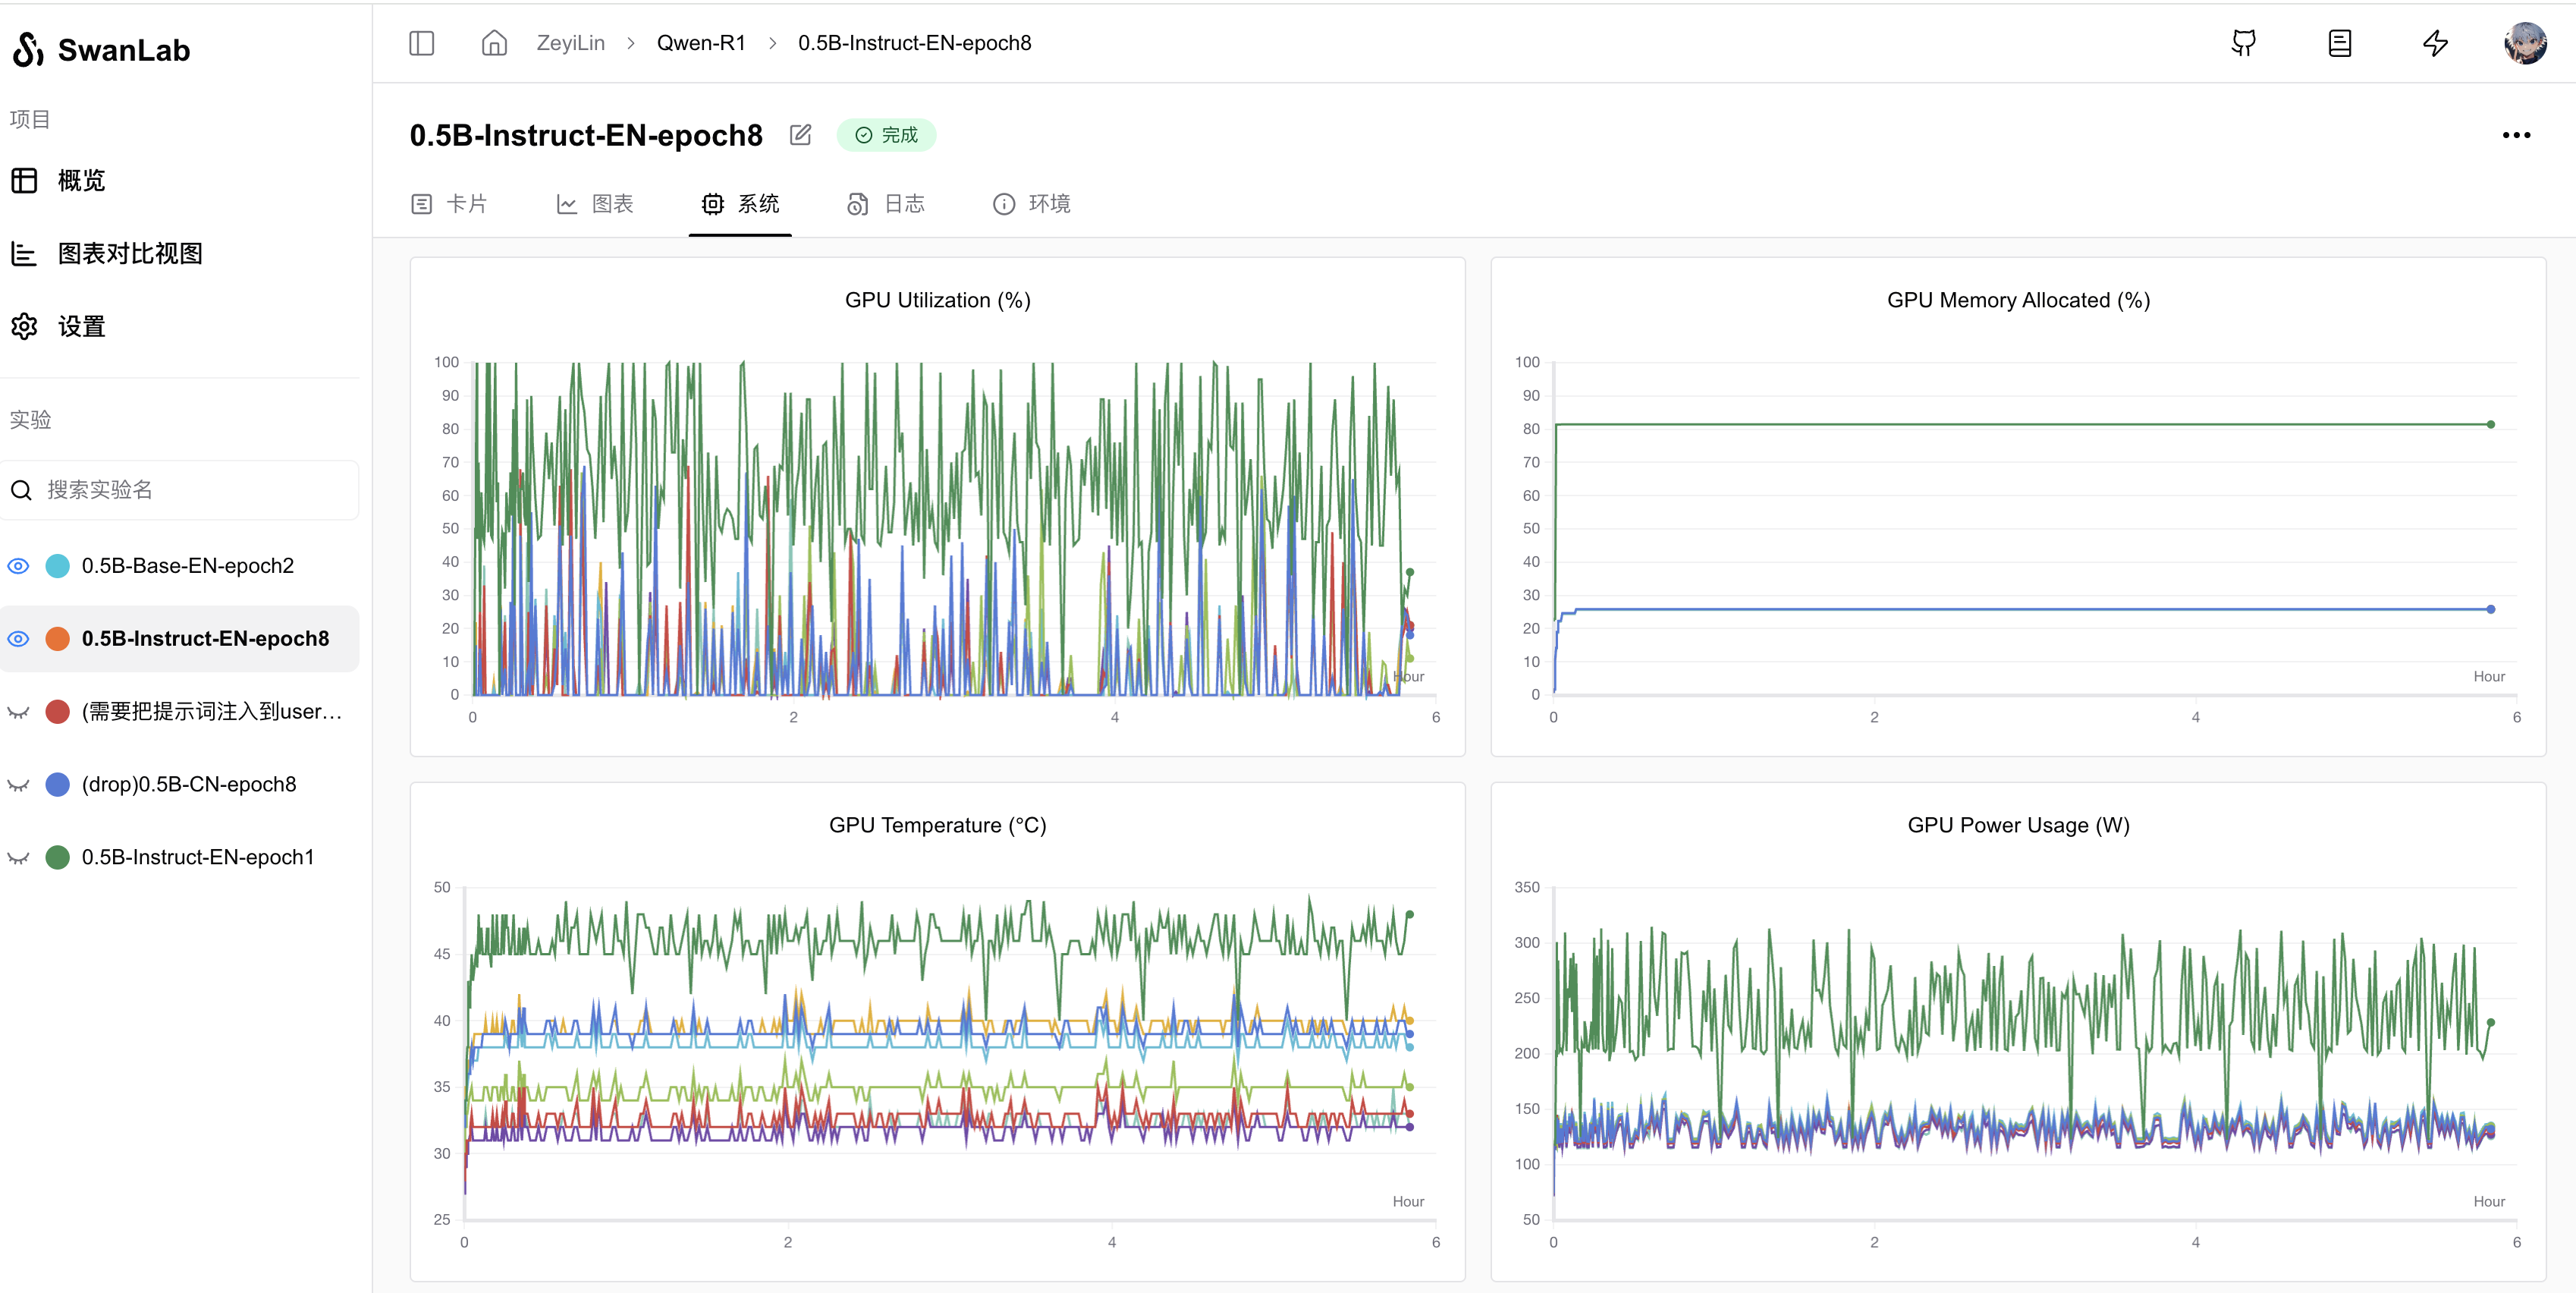 SwanLab
项目
概览
图表对比视图
设置
实验
搜索实验名
0.5B-Base-EN-epoch2
0.5B-Instruct-EN-epoch8
(需要把提示词注入到user...
(drop)0.5B-CN-epoch8
0.5B-Instruct-EN-epoch1
ZeyiLin > Qwen-R1 > 0.5B-Instruct-EN-epoch8
0.5B-Instruct-EN-epoch8 完成
卡片 图表 系统 日志 环境
GPU Utilization (%)
100
90
80
70
60
50
40
30
20
10
0
Hour
0 2 4 6
GPU Memory Allocated (%)
100
90
80
70
60
50
40
30
20
10
0
Hour
0 2 4 6
GPU Temperature (°C)
50
45
40
35
30
25
Hour
0 2 4 6
GPU Power Usage (W)
350
300
250
200
150
100
50
Hour
0 2 4 6